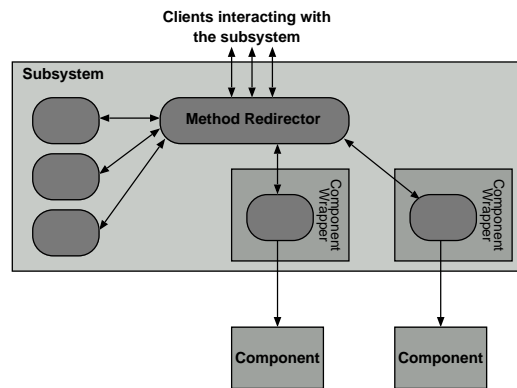 Clients interacting with
the subsystem
Subsystem
Method Redirector
Component
Wrapper
Component
Wrapper
Component
Component